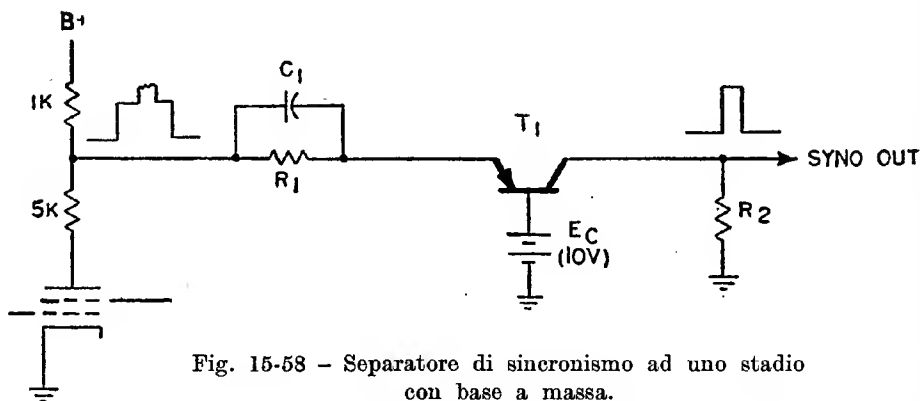 B+
1K
C1
R1
T1
SYNO OUT
5K
EC
(10V)
R2
Fig. 15-58 – Separatore di sincronismo ad uno stadio
con base a massa.